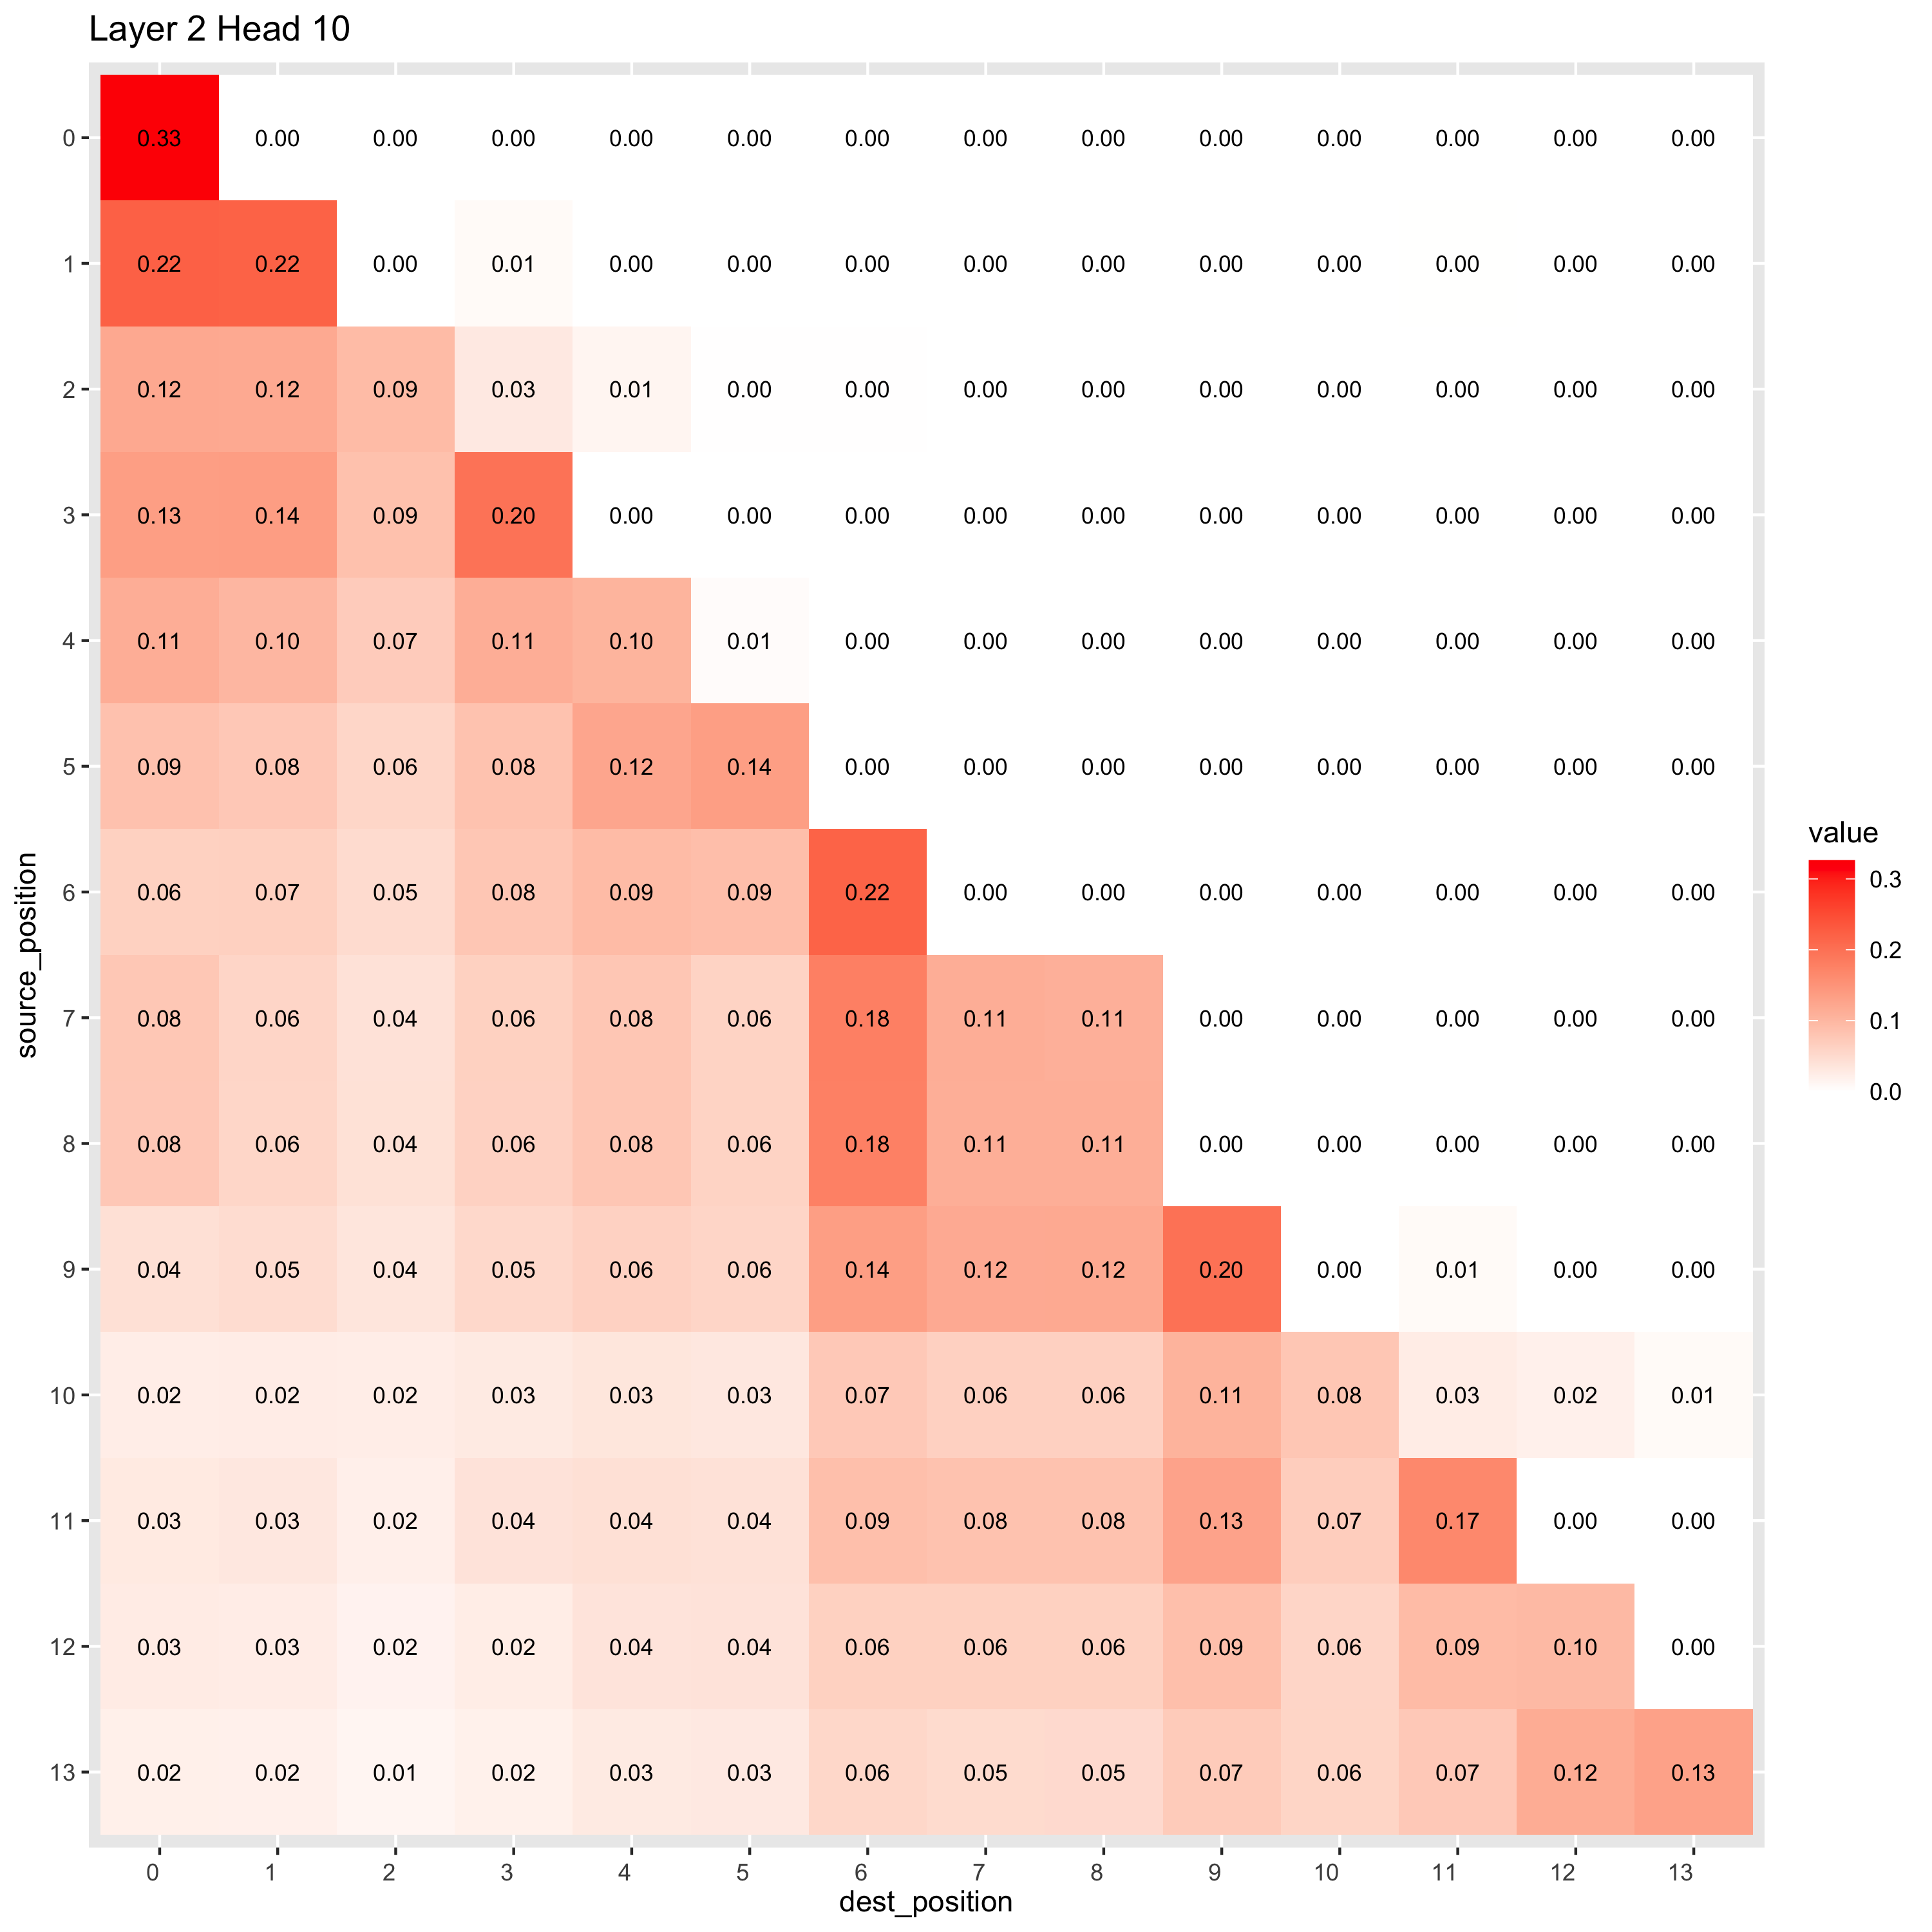 Layer 2 Head 10
0 0.33 0.00 0.00 0.00 0.00 0.00 0.00 0.00 0.00 0.00 0.00 0.00 0.00 0.00
1 0.22 0.22 0.00 0.01 0.00 0.00 0.00 0.00 0.00 0.00 0.00 0.00 0.00 0.00
2 0.12 0.12 0.09 0.03 0.01 0.00 0.00 0.00 0.00 0.00 0.00 0.00 0.00 0.00
3 0.13 0.14 0.09 0.20 0.00 0.00 0.00 0.00 0.00 0.00 0.00 0.00 0.00 0.00
4 0.11 0.10 0.07 0.11 0.10 0.01 0.00 0.00 0.00 0.00 0.00 0.00 0.00 0.00
5 0.09 0.08 0.06 0.08 0.12 0.14 0.00 0.00 0.00 0.00 0.00 0.00 0.00 0.00
6 0.06 0.07 0.05 0.08 0.09 0.09 0.22 0.00 0.00 0.00 0.00 0.00 0.00 0.00
7 0.08 0.06 0.04 0.06 0.08 0.06 0.18 0.11 0.11 0.00 0.00 0.00 0.00 0.00
8 0.08 0.06 0.04 0.06 0.08 0.06 0.18 0.11 0.11 0.00 0.00 0.00 0.00 0.00
9 0.04 0.05 0.04 0.05 0.06 0.06 0.14 0.12 0.12 0.20 0.00 0.01 0.00 0.00
10 0.02 0.02 0.02 0.03 0.03 0.03 0.07 0.06 0.06 0.11 0.08 0.03 0.02 0.01
11 0.03 0.03 0.02 0.04 0.04 0.04 0.09 0.08 0.08 0.13 0.07 0.17 0.00 0.00
12 0.03 0.03 0.02 0.02 0.04 0.04 0.06 0.06 0.06 0.09 0.06 0.09 0.10 0.00
13 0.02 0.02 0.01 0.02 0.03 0.03 0.06 0.05 0.05 0.07 0.06 0.07 0.12 0.13
0 1 2 3 4 5 6 7 8 9 10 11 12 13
dest_position
source_position
value
0.3
0.2
0.1
0.0